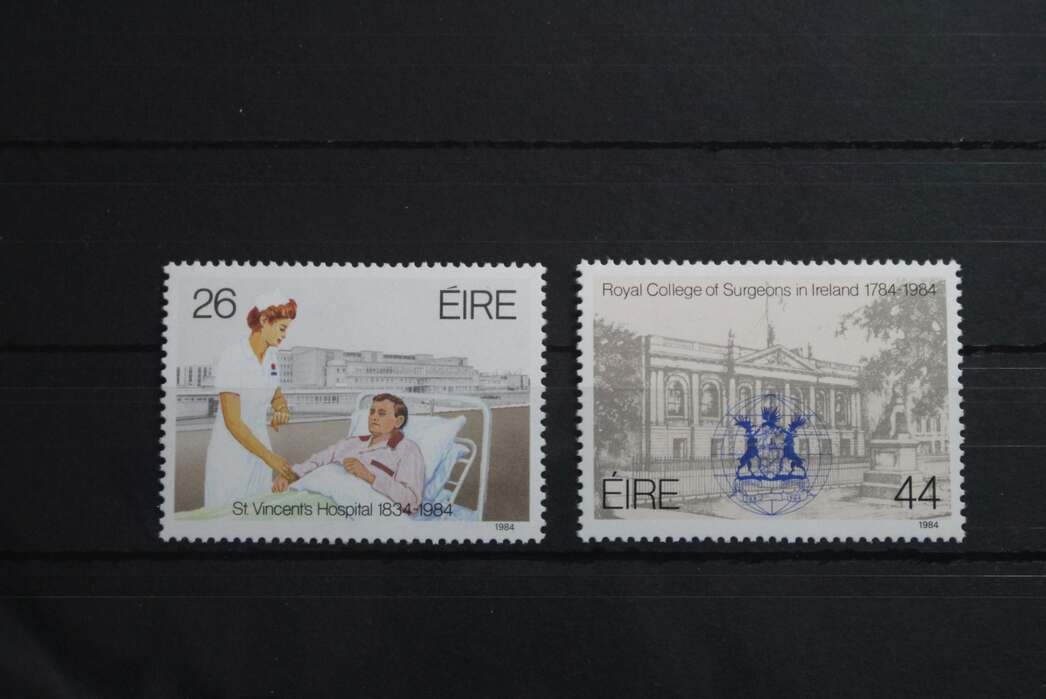 26
ÉIRE
St. Vincent's Hospital 1834-1984
1984
Royal College of Surgeons in Ireland 1784-1984
ÉIRE
44
1984